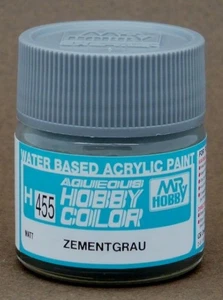 WATER BASED ACRYLIC PAINT
AQUEOUS
HOBBY
COLOR
H 455
MR.
HOBBY
MATT
ZEMENTGRAU